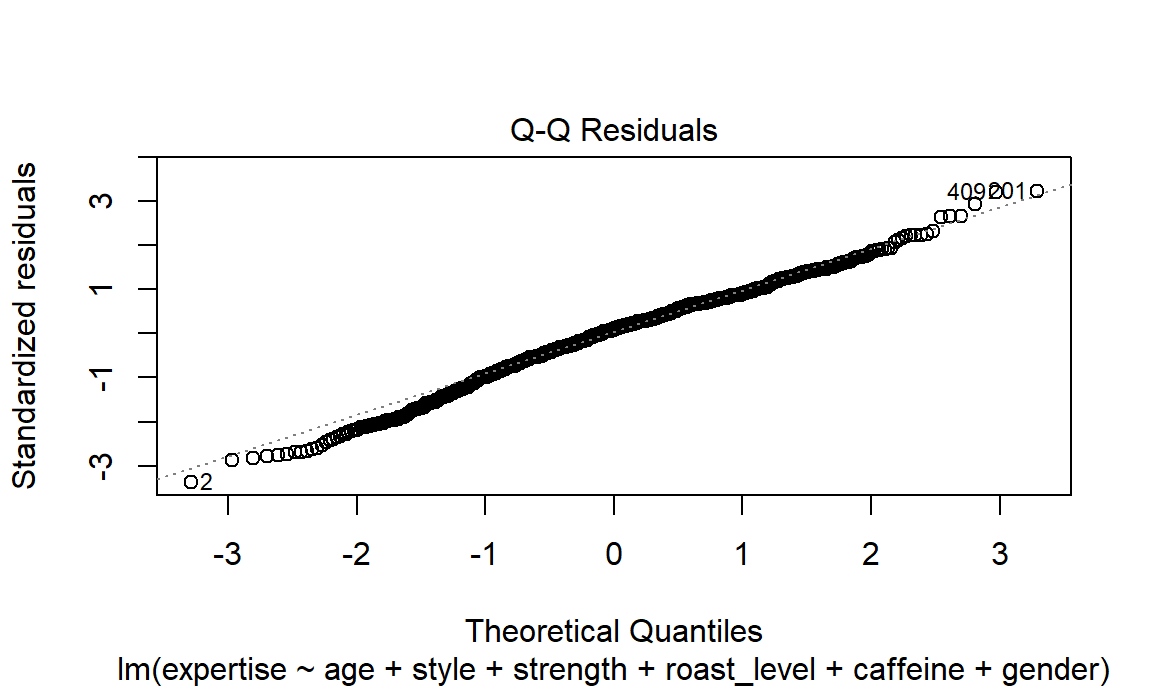 Q-Q Residuals
Standardized residuals
3
1
-1
-3
409
201
2
-3 -2 -1 0 1 2 3
Theoretical Quantiles
lm(expertise ~ age + style + strength + roast_level + caffeine + gender)